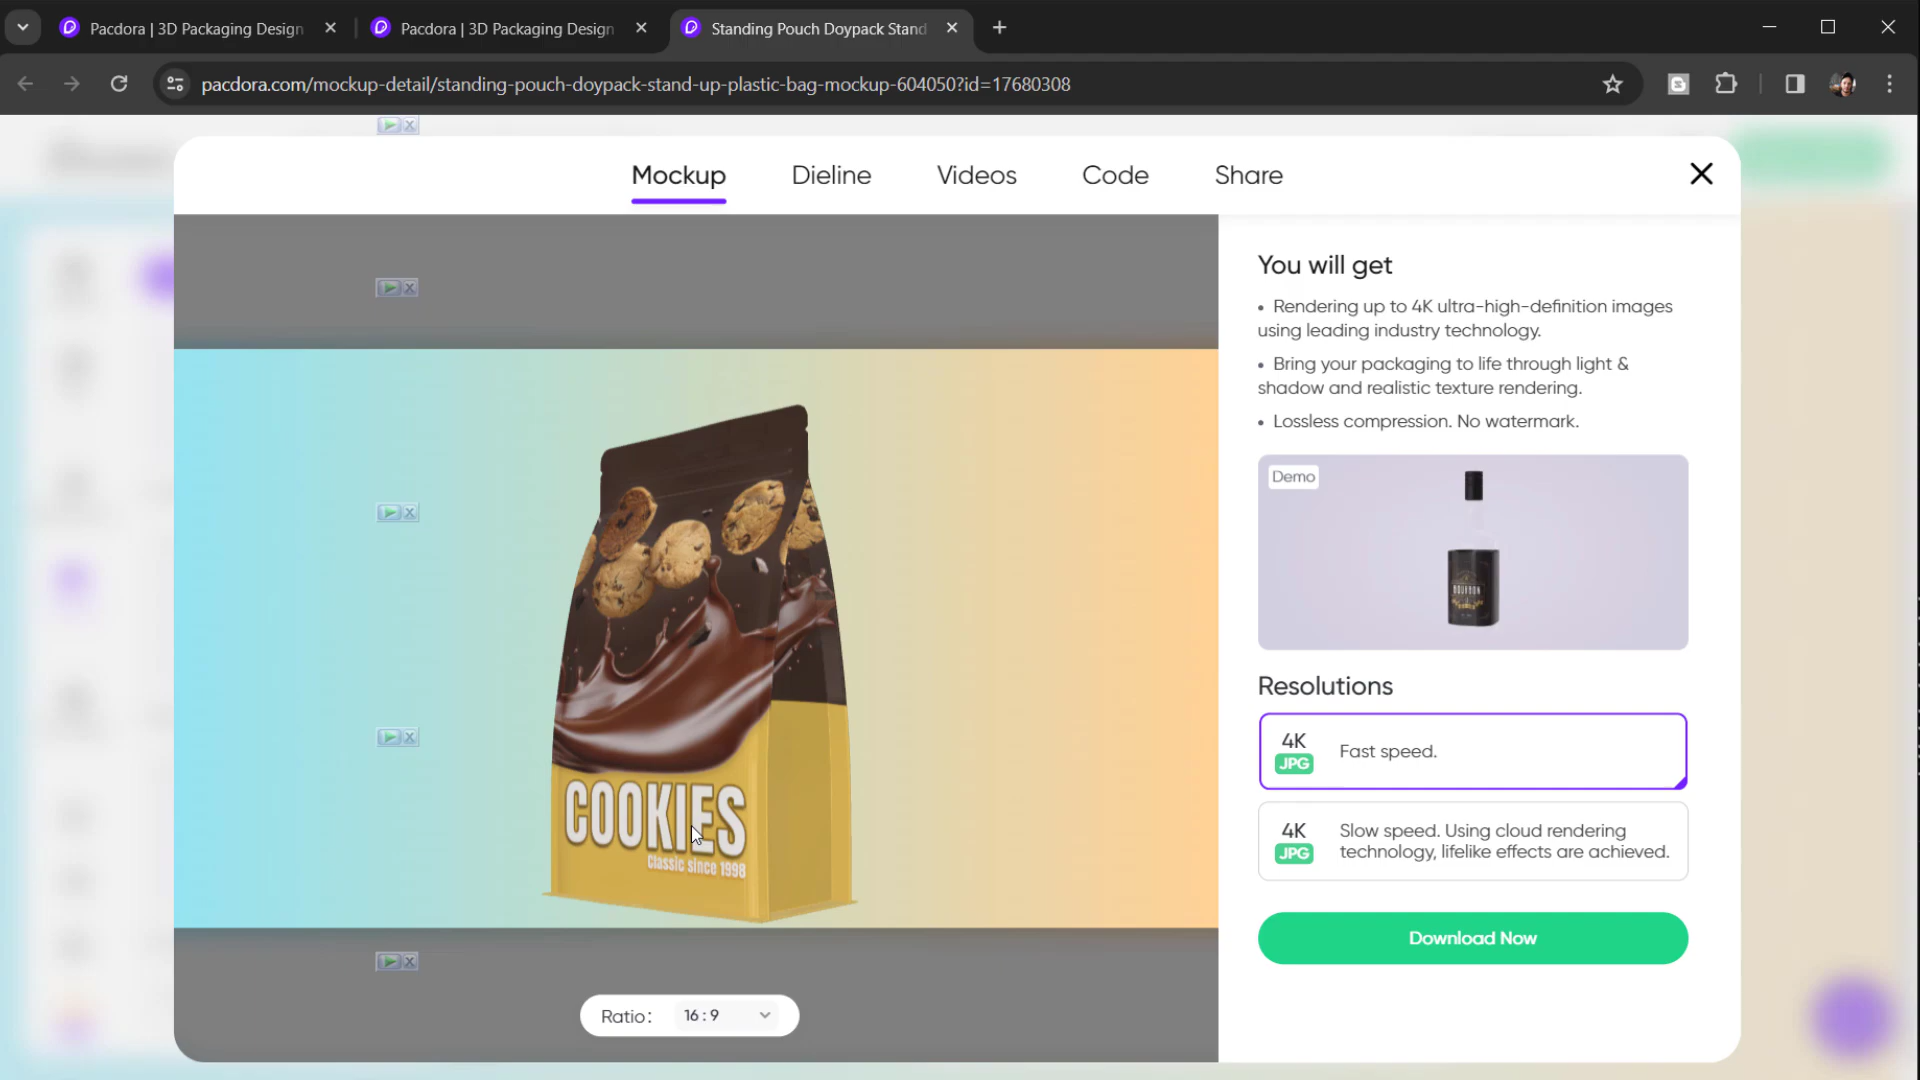 Pacdora | 3D Packaging Design
Pacdora | 3D Packaging Design
Standing Pouch Doypack Stand
pacdora.com/mockup-detail/standing-pouch-doypack-stand-up-plastic-bag-mockup-604050?id=17680308
Mockup
Dieline
Videos
Code
Share
You will get
• Rendering up to 4K ultra-high-definition images
using leading industry technology.
• Bring your packaging to life through light &
shadow and realistic texture rendering.
• Lossless compression. No watermark.
Demo
BOURBON
Resolutions
4K
JPG
Fast speed.
4K
JPG
Slow speed. Using cloud rendering
technology, lifelike effects are achieved.
Download Now
COOKIES
Classic since 1998
Ratio:
16 : 9